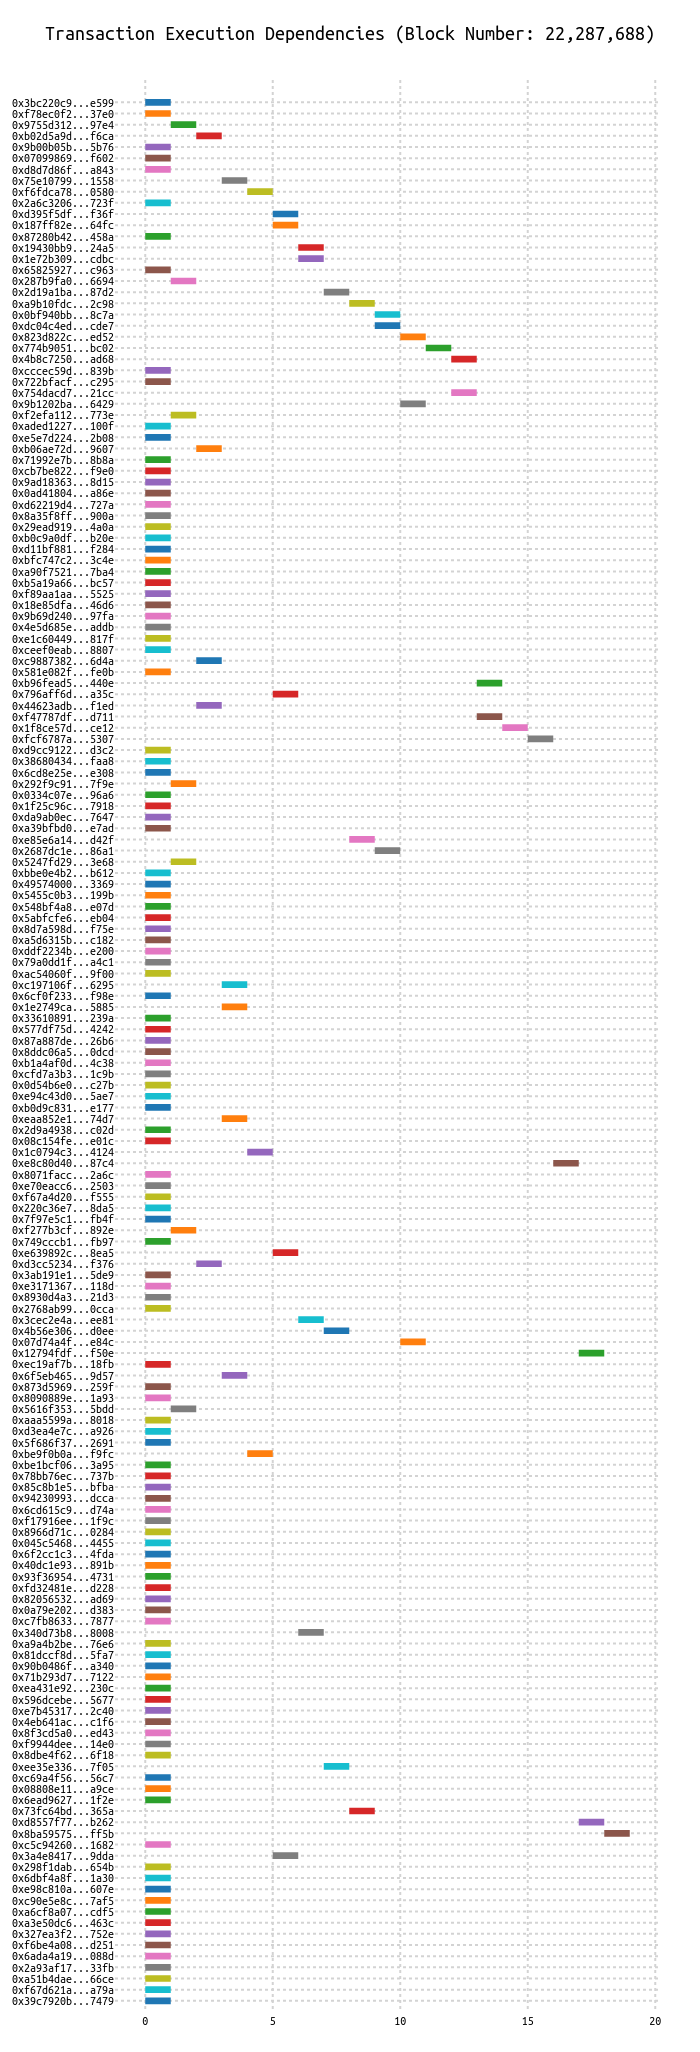 Transaction Execution Dependencies (Block Number: 22,287,688)
0x3bc220c9...e599
0xf78ec0f2...37e0
0x9755d312...97e4
0xb02d5a9d...f6ca
0x9b00b05b...5b76
0x07099869...f602
0xd8d7d86f...a843
0x75e10799...1558
0xf6fdca78...0580
0x2a6c3206...723f
0xd395f5df...f36f
0x187ff82e...64fc
0x87280b42...458a
0x19430bb9...24a5
0x1e72b309...cdbc
0x65825927...c963
0x287b9fa0...6694
0x2d19a1ba...87d2
0xa9b10fdc...2c98
0x0bf940bb...8c7a
0xdc04c4ed...cde7
0x823d822c...ed52
0x774b9051...bc02
0x4b8c7250...ad68
0xcccec59d...839b
0x722bfacf...c295
0x754dacd7...21cc
0x9b1202ba...6429
0xf2efa112...773e
0xaded1227...100f
0xe5e7d224...2b08
0xb06ae72d...9607
0x71992e7b...8b8a
0xcb7be822...f9e0
0x9ad18363...8d15
0x0ad41804...a86e
0xd62219d4...727a
0x8a35f8ff...900a
0x29ead919...4a0a
0xb0c9a0df...b20e
0xd11bf881...f284
0xbfc747c2...3c4e
0xa90f7521...7ba4
0xb5a19a66...bc57
0xf89aa1aa...5525
0x18e85dfa...46d6
0x9b69d240...97fa
0x4e5d685e...addb
0xe1c60449...817f
0xceef0eab...8807
0xc9887382...6d4a
0x581e082f...fe0b
0xb96fead5...440e
0x796aff6d...a35c
0x44623adb...f1ed
0xf47787df...d711
0x1f8ce57d...ce12
0xfcf6787a...5307
0xd9cc9122...d3c2
0x38680434...faa8
0x6cd8e25e...e308
0x292f9c91...7f9e
0x0334c07e...96a6
0x1f25c96c...7918
0xda9ab0ec...7647
0xa39bfbd0...e7ad
0xe85e6a14...d42f
0x2687dc1e...86a1
0x5247fd29...3e68
0xbbe0e4b2...b612
0x49574000...3369
0x5455c0b3...199b
0x548bf4a8...e07d
0x5abfcfe6...eb04
0x8d7a598d...f75e
0xa5d6315b...c182
0xddf2234b...e200
0x79a0dd1f...a4c1
0xac54060f...9f00
0xc197106f...6295
0x6cf0f233...f98e
0x1e2749ca...5885
0x33610891...239a
0x577df75d...4242
0x87a887de...26b6
0x8ddc06a5...0dcd
0xb1a4af0d...4c38
0xcfd7a3b3...1c9b
0x0d54b6e0...c27b
0xe94c43d0...5ae7
0xb0d9c831...e177
0xeaa852e1...74d7
0x2d9a4938...c02d
0x08c154fe...e01c
0x1c0794c3...4124
0xe8c80d40...87c4
0x8071facc...2a6c
0xe70eacc6...2503
0xf67a4d20...f555
0x220c36e7...8da5
0x7f97e5c1...fb4f
0xf277b3cf...892e
0x749cccb1...fb97
0xe639892c...8ea5
0xd3cc5234...f376
0x3ab191e1...5de9
0xe3171367...118d
0x8930d4a3...21d3
0x2768ab99...0cca
0x3cec2e4a...ee81
0x4b56e306...d0ee
0x07d74a4f...e84c
0x12794fdf...f50e
0xec19af7b...18fb
0x6f5eb465...9d57
0x873d5969...259f
0x8090889e...1a93
0x5616f353...5bdd
0xaaa5599a...8018
0xd3ea4e7c...a926
0x5f686f37...2691
0xbe9f0b0a...f9fc
0xbe1bcf06...3a95
0x78bb76ec...737b
0x85c8b1e5...bfba
0x94230993...dcca
0x6cd615c9...d74a
0xf17916ee...1f9c
0x8966d71c...0284
0x045c5468...4455
0x6f2cc1c3...4fda
0x40dc1e93...891b
0x93f36954...4731
0xfd32481e...d228
0x82056532...ad69
0x0a79e202...d383
0xc7fb8633...7877
0x340d73b8...8008
0xa9a4b2be...76e6
0x81dccf8d...5fa7
0x90b0486f...a340
0x71b293d7...7122
0xea431e92...230c
0x596dcebe...5677
0xe7b45317...2c40
0x4eb641ac...c1f6
0x8f3cd5a0...ed43
0xf9944dee...14e0
0x8dbe4f62...6f18
0xee35e336...7f05
0xc69a4f56...56c7
0x08808e11...a9ce
0x6ead9627...1f2e
0x73fc64bd...365a
0xd8557f77...b262
0x8ba59575...ff5b
0xc5c94260...1682
0x3a4e8417...9dda
0x298f1dab...654b
0x6dbf4a8f...1a30
0xe98c810a...607e
0xc90e5e8c...7af5
0xa6cf8a07...cdf5
0xa3e50dc6...463c
0x327ea3f2...752e
0xf6be4a08...d251
0x6ada4a19...088d
0x2a93af17...33fb
0xa51b4dae...66ce
0xf67d621a...a79a
0x39c7920b...7479
0 5 10 15 20